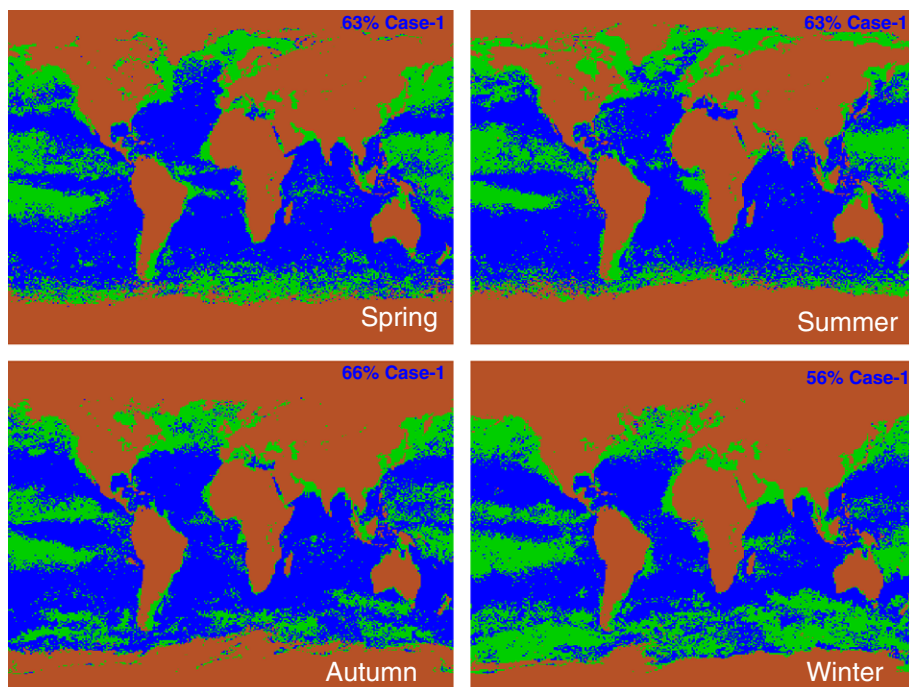 63% Case-1
63% Case-1
Spring
Summer
66% Case-1
56% Case-1
Autumn
Winter